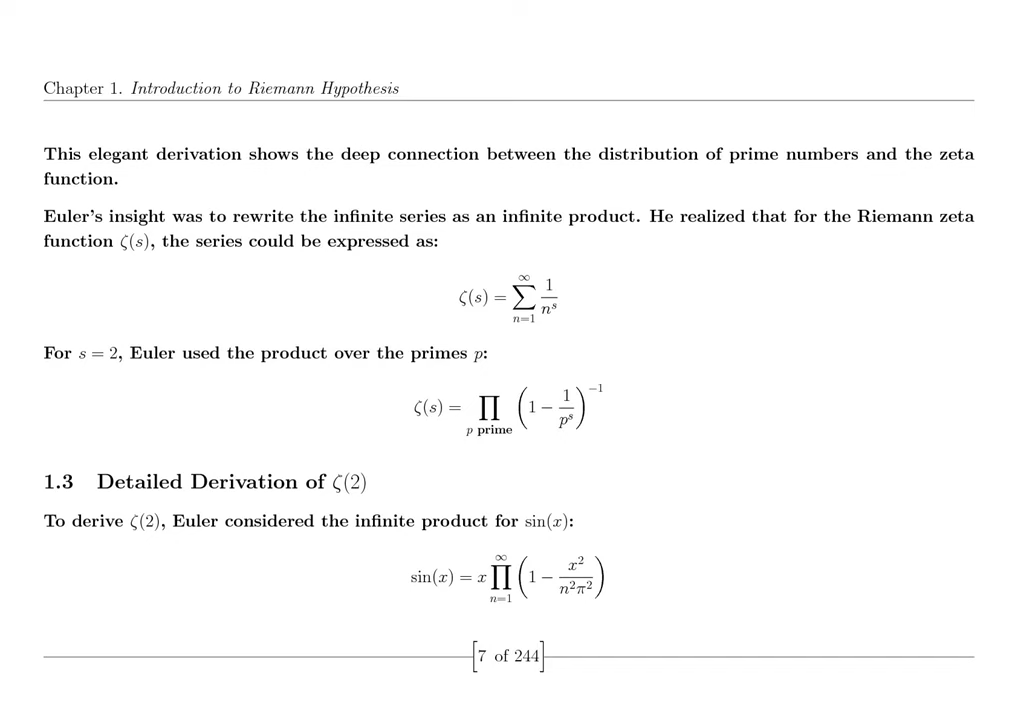 Chapter 1. Introduction to Riemann Hypothesis
This elegant derivation shows the deep connection between the distribution of prime numbers and the zeta
function.
Euler's insight was to rewrite the infinite series as an infinite product. He realized that for the Riemann zeta
function ζ(s), the series could be expressed as:
ζ(s) = ∑_{n=1}^{∞} 1/n^s
For s = 2, Euler used the product over the primes p:
ζ(s) = ∏_{p prime} (1 − 1/p^s)^{−1}
1.3 Detailed Derivation of ζ(2)
To derive ζ(2), Euler considered the infinite product for sin(x):
sin(x) = x ∏_{n=1}^{∞} (1 − x²/(n²π²))
[7 of 244]